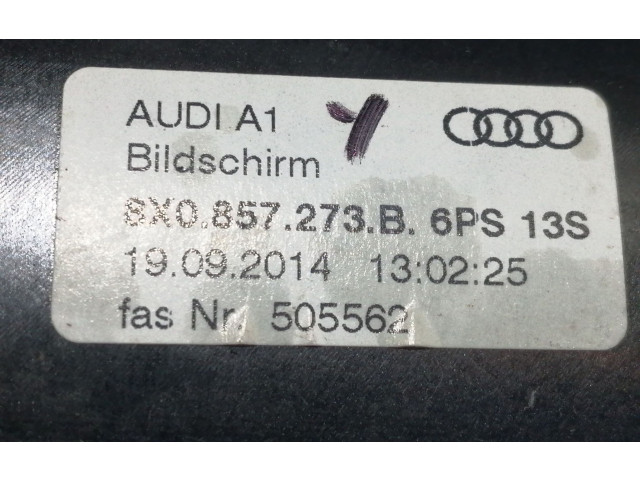 AUDI A1
Bildschirm
8X0.857.273.B. 6PS 13S
19.09.2014 13:02:25
fas Nr. 505562